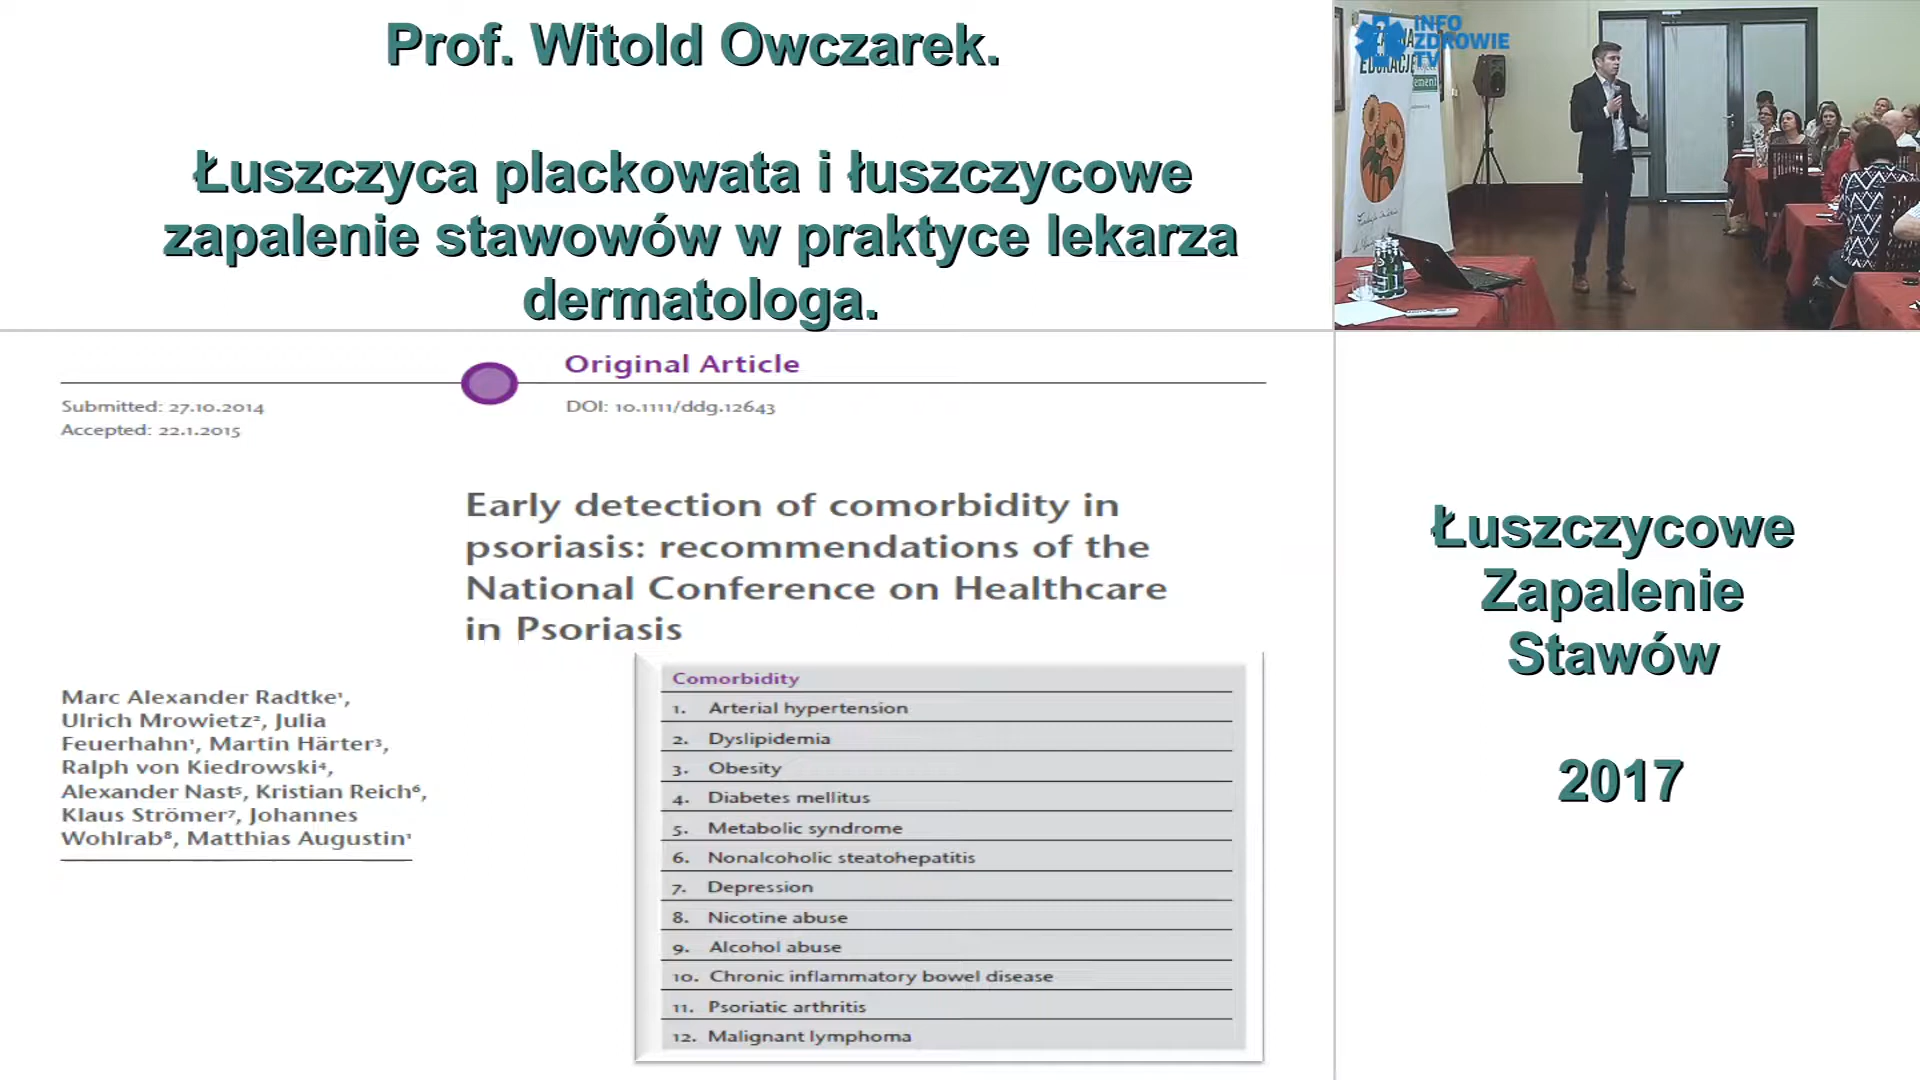 Prof. Witold Owczarek.
Łuszczyca plackowata i łuszczycowe
zapalenie stawowów w praktyce lekarza
dermatologa.
INFO
ZDROWIE
TV
EDUKACJĘ
Original Article
Submitted: 27.10.2014
DOI: 10.1111/ddg.12643
Accepted: 22.1.2015
Early detection of comorbidity in
psoriasis: recommendations of the
National Conference on Healthcare
in Psoriasis
Marc Alexander Radtke¹,
Ulrich Mrowietz², Julia
Feuerhahn¹, Martin Härter³,
Ralph von Kiedrowski⁴,
Alexander Nast⁵, Kristian Reich⁶,
Klaus Strömer⁷, Johannes
Wohlrab⁸, Matthias Augustin¹
Comorbidity
1. Arterial hypertension
2. Dyslipidemia
3. Obesity
4. Diabetes mellitus
5. Metabolic syndrome
6. Nonalcoholic steatohepatitis
7. Depression
8. Nicotine abuse
9. Alcohol abuse
10. Chronic inflammatory bowel disease
11. Psoriatic arthritis
12. Malignant lymphoma
Łuszczycowe
Zapalenie
Stawów
2017